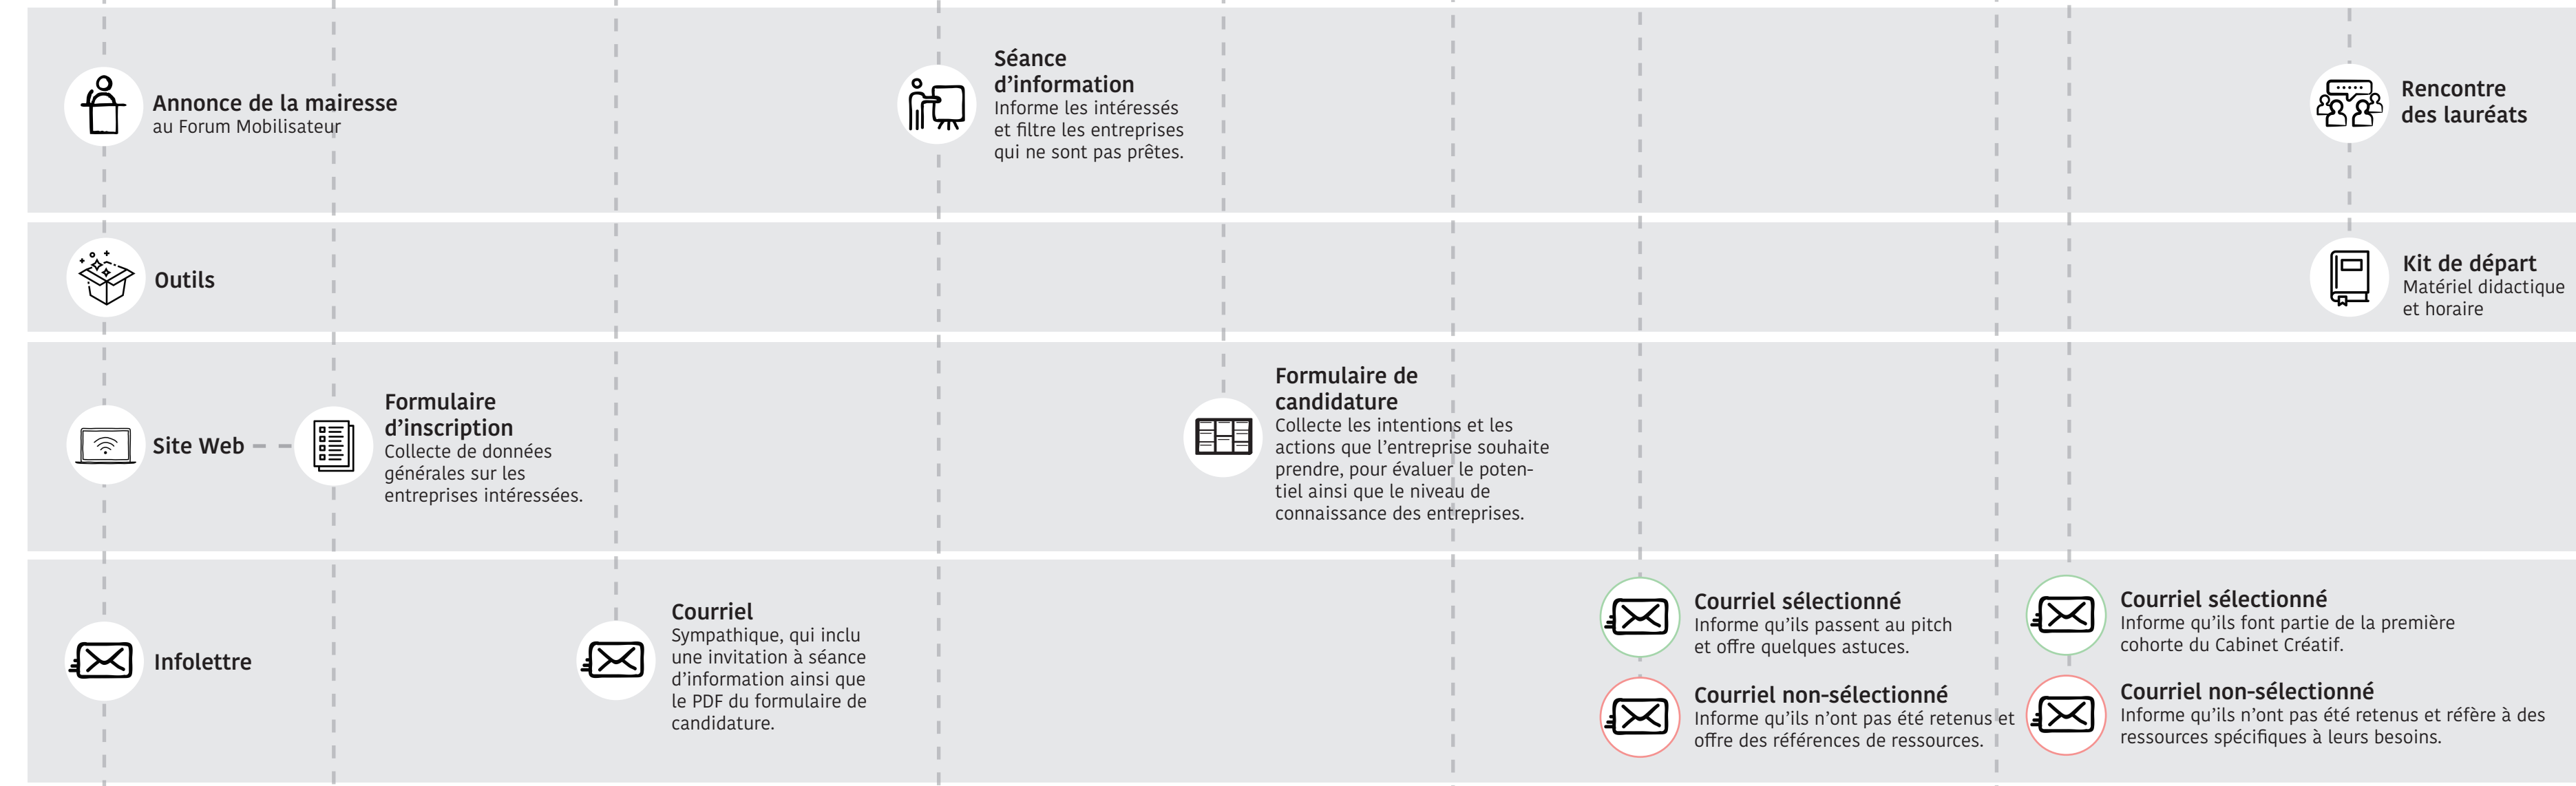 Annonce de la mairesse
au Forum Mobilisateur
Séance
d'information
Informe les intéressés
et filtre les entreprises
qui ne sont pas prêtes.
Rencontre
des lauréats
Outils
Kit de départ
Matériel didactique
et horaire
Site Web
Formulaire
d'inscription
Collecte de données
générales sur les
entreprises intéressées.
Formulaire de
candidature
Collecte les intentions et les
actions que l'entreprise souhaite
prendre, pour évaluer le poten-
tiel ainsi que le niveau de
connaissance des entreprises.
Infolettre
Courriel
Sympathique, qui inclu
une invitation à séance
d'information ainsi que
le PDF du formulaire de
candidature.
Courriel sélectionné
Informe qu'ils passent au pitch
et offre quelques astuces.
Courriel non-sélectionné
Informe qu'ils n'ont pas été retenus et
offre des références de ressources.
Courriel sélectionné
Informe qu'ils font partie de la première
cohorte du Cabinet Créatif.
Courriel non-sélectionné
Informe qu'ils n'ont pas été retenus et réfère à des
ressources spécifiques à leurs besoins.